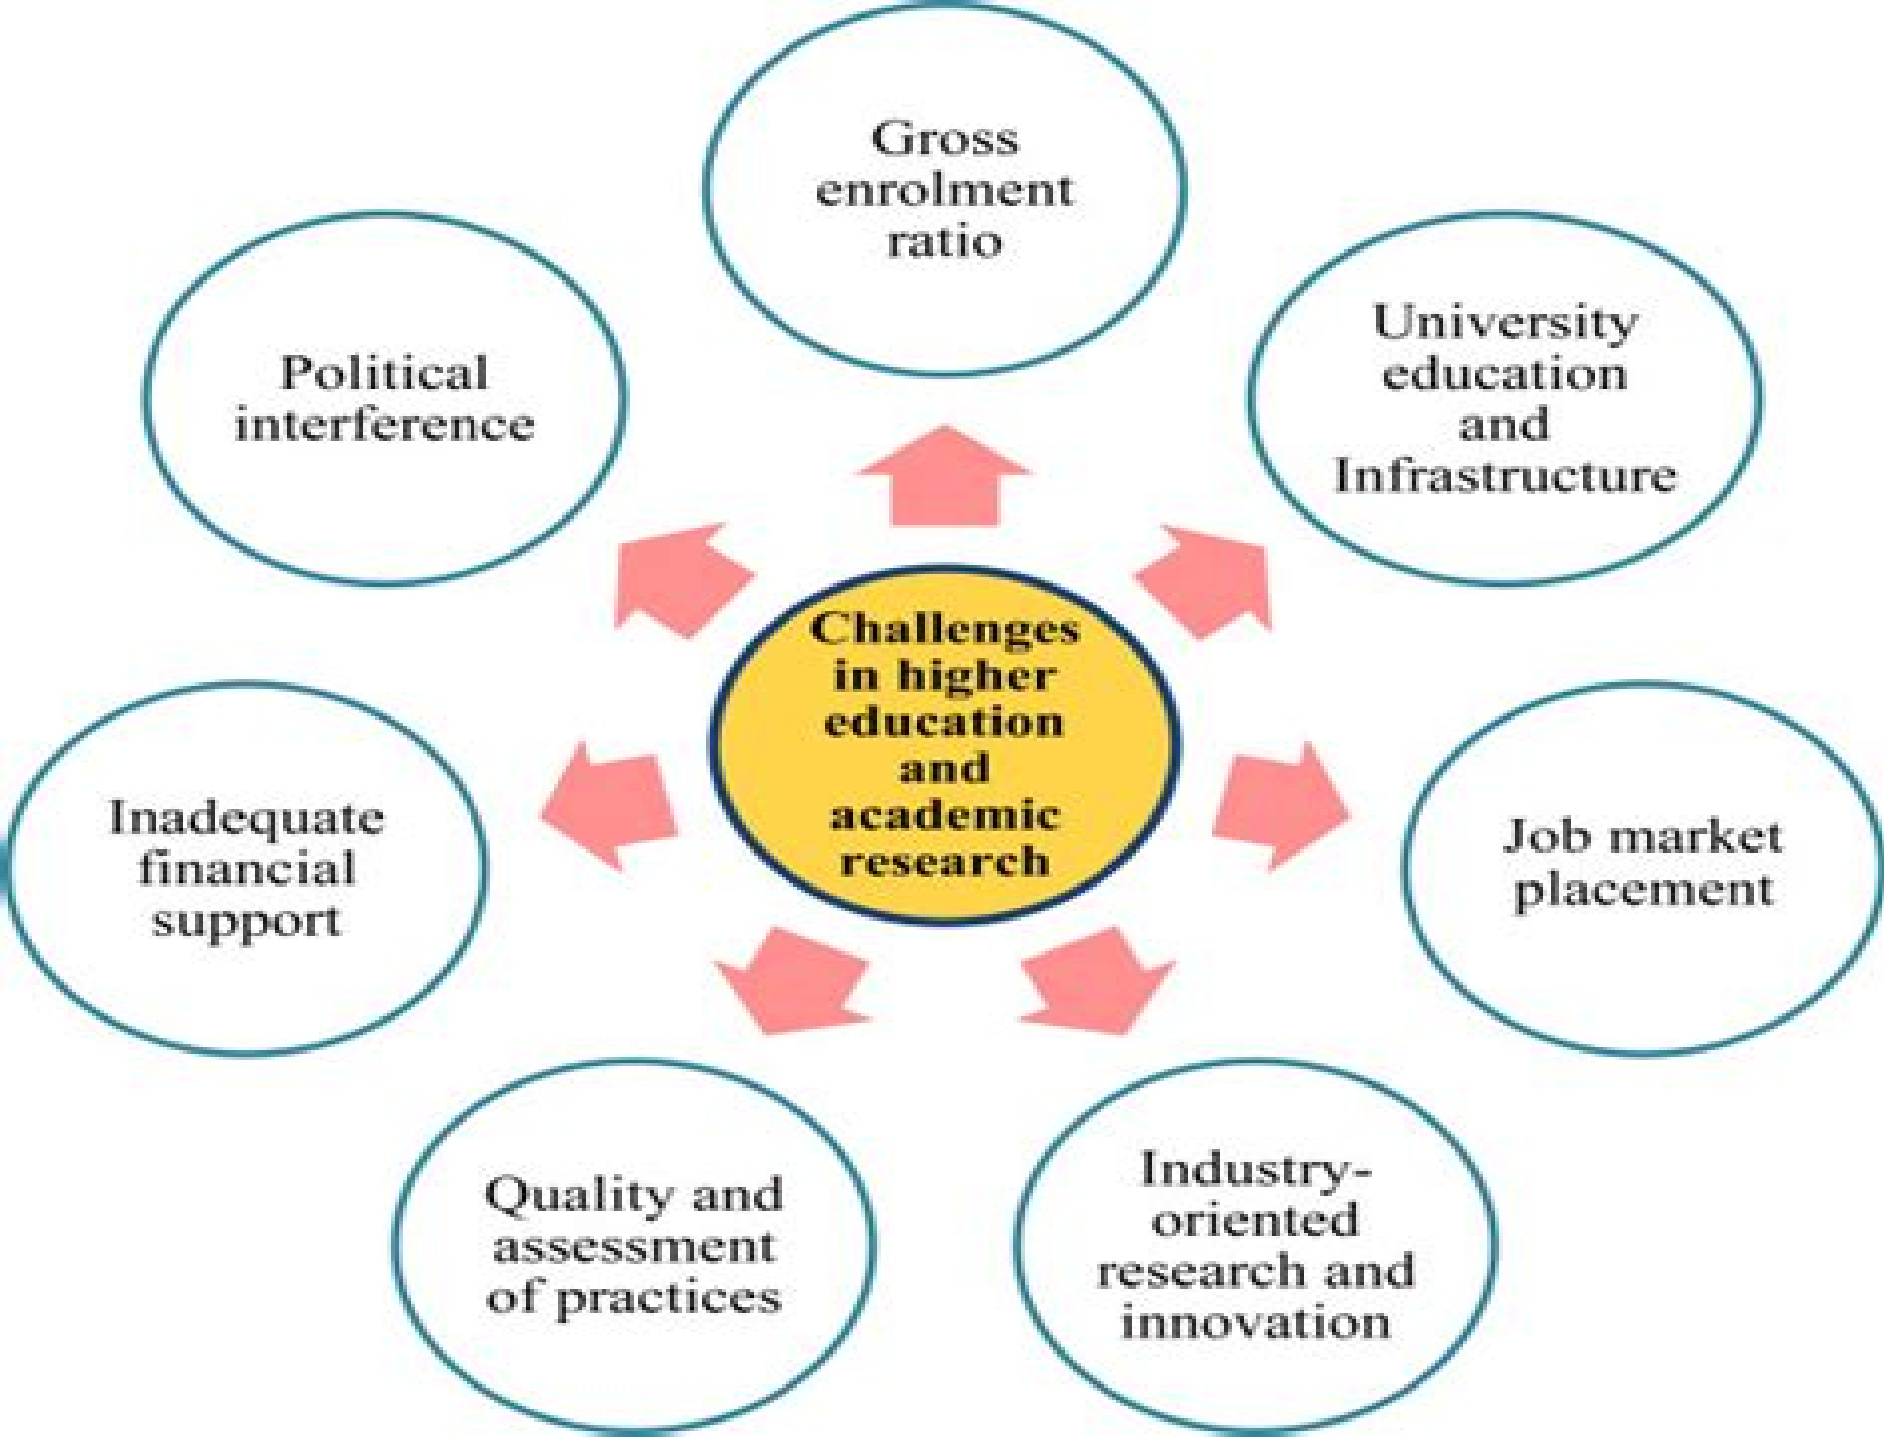 Gross
enrolment
ratio
University
education
and
Infrastructure
Job market
placement
Industry-
oriented
research and
innovation
Quality and
assessment
of practices
Inadequate
financial
support
Political
interference
Challenges
in higher
education
and
academic
research